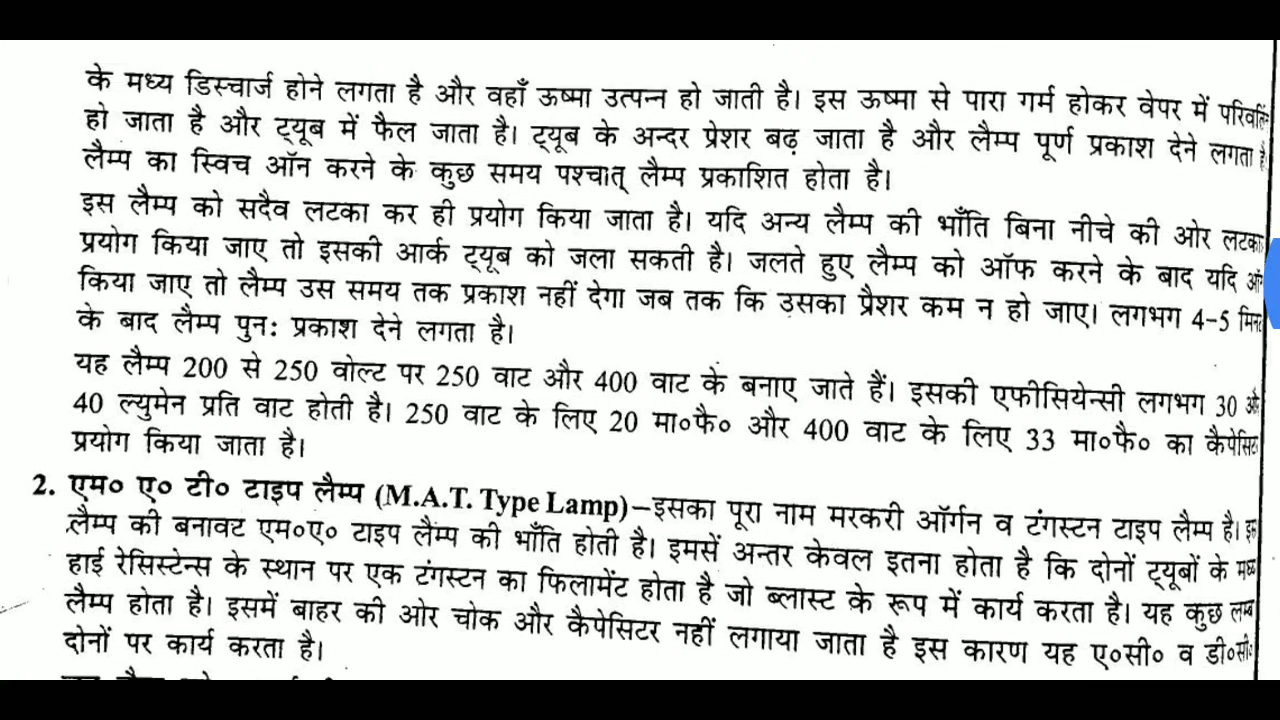 के मध्य डिस्चार्ज होने लगता है और वहाँ ऊष्मा उत्पन्न हो जाती है। इस ऊष्मा से पारा गर्म होकर वेपर में
हो जाता है और ट्यूब में फैल जाता है। ट्यूब के अन्दर प्रेशर बढ़ जाता है और लैम्प पूर्ण प्रकाश देने लगता
लैम्प का स्विच ऑन करने के कुछ समय पश्चात् लैम्प प्रकाशित होता है।
इस लैम्प को सदैव लटका कर ही प्रयोग किया जाता है। यदि अन्य लैम्प की भाँति बिना नीचे की ओर
प्रयोग किया जाए तो इसकी आर्क ट्यूब को जला सकती है। जलते हुए लैम्प को ऑफ करने के बाद यदि
किया जाए तो लैम्प उस समय तक प्रकाश नहीं देगा जब तक कि उसका प्रैशर कम न हो जाए। लगभग 4-5
के बाद लैम्प पुनः प्रकाश देने लगता है।
यह लैम्प 200 से 250 वोल्ट पर 250 वाट और 400 वाट के बनाए जाते हैं। इसकी एफीसियेन्सी लगभग 30
40 ल्युमेन प्रति वाट होती है। 250 वाट के लिए 20 मा०फै० और 400 वाट के लिए 33 मा०फै० का
प्रयोग किया जाता है।
2. एम० ए० टी० टाइप लैम्प (M.A.T. Type Lamp)–इसका पूरा नाम मरकरी ऑर्गन व टंगस्टन टाइप लैम्प है।
लैम्प की बनावट एम०ए० टाइप लैम्प की भाँति होती है। इमसें अन्तर केवल इतना होता है कि दोनों ट्यूबों के
हाई रेसिस्टेन्स के स्थान पर एक टंगस्टन का फिलामेंट होता है जो ब्लास्ट के रूप में कार्य करता है। यह कुछ
लैम्प होता है। इसमें बाहर की ओर चोक और कैपेसिटर नहीं लगाया जाता है इस कारण यह ए०सी० व
दोनों पर कार्य करता है।